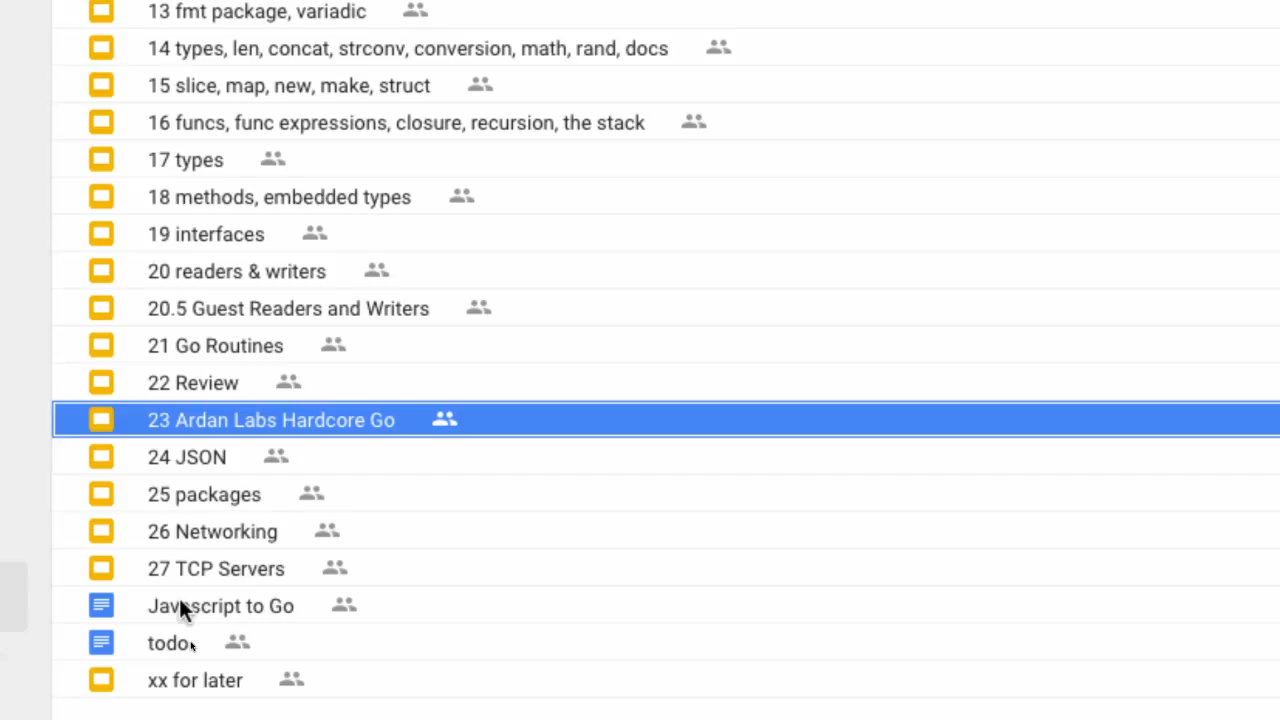 13 fmt package, variadic
14 types, len, concat, strconv, conversion, math, rand, docs
15 slice, map, new, make, struct
16 funcs, func expressions, closure, recursion, the stack
17 types
18 methods, embedded types
19 interfaces
20 readers & writers
20.5 Guest Readers and Writers
21 Go Routines
22 Review
23 Ardan Labs Hardcore Go
24 JSON
25 packages
26 Networking
27 TCP Servers
Javascript to Go
todo
xx for later